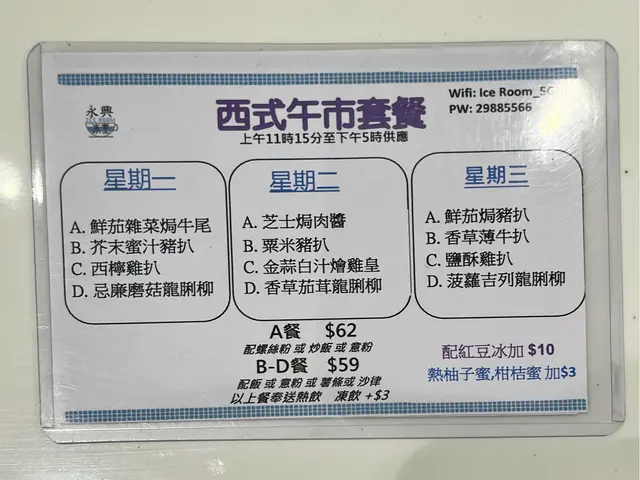 永興
ICE ROOM
冰室
西式午市套餐
Wifi: Ice Room_5G
PW: 29885566
上午11時15分至下午5時供應
星期一
A. 鮮茄雜菜焗牛尾
B. 芥末蜜汁豬扒
C. 西檸雞扒
D. 忌廉磨菇龍脷柳
星期二
A. 芝士焗肉醬
B. 粟米豬扒
C. 金蒜白汁燴雞皇
D. 香草茄茸龍脷柳
星期三
A. 鮮茄焗豬扒
B. 香草薄牛扒
C. 鹽酥雞扒
D. 菠蘿吉列龍脷柳
A餐 $62
配螺絲粉 或 炒飯 或 意粉
B-D餐 $59
配飯 或 意粉 或 薯條或 沙律
以上餐奉送熱飲 凍飲 +$3
配紅豆冰加 $10
熱柚子蜜,柑桔蜜 加$3